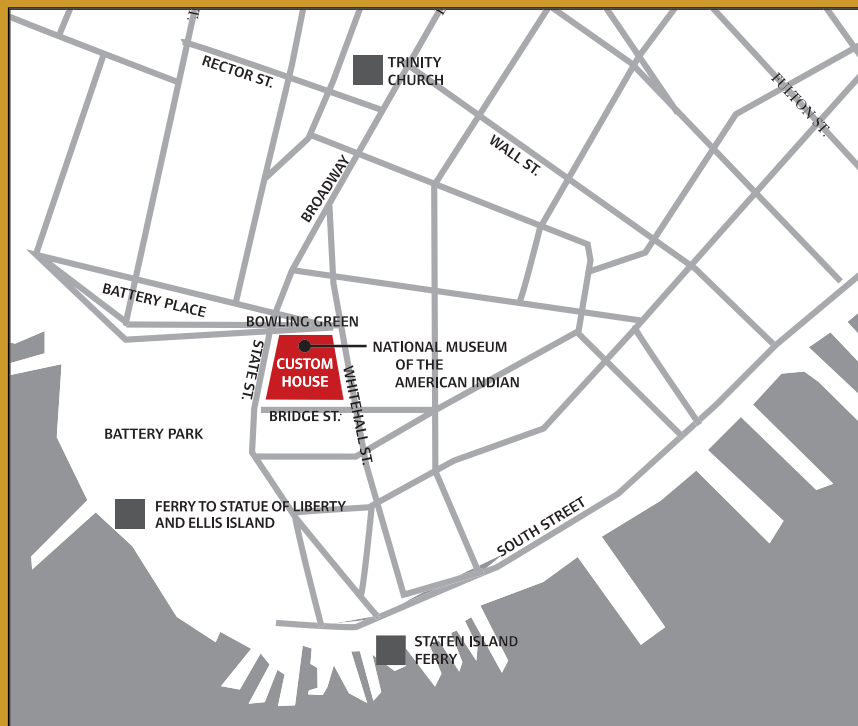 T.
TRINITY
CHURCH
RECTOR ST.
FULTON ST.
WALL ST.
BROADWAY
BATTERY PLACE
BOWLING GREEN
STATE ST.
CUSTOM
HOUSE
NATIONAL MUSEUM
OF THE
AMERICAN INDIAN
WHITEHALL ST.
BRIDGE ST.
BATTERY PARK
FERRY TO STATUE OF LIBERTY
AND ELLIS ISLAND
SOUTH STREET
STATEN ISLAND
FERRY